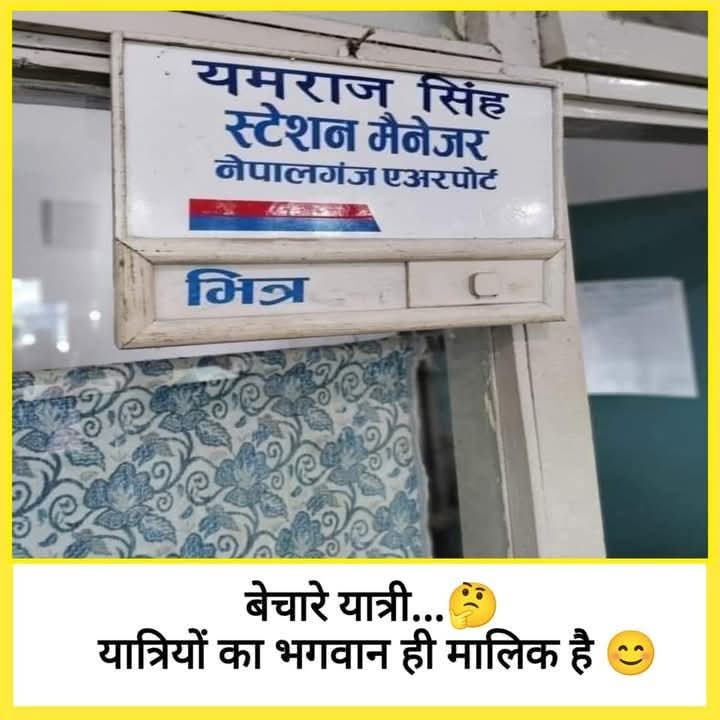 यमराज सिंह
स्टेशन मैनेजर
नेपालगंज एअरपोर्ट
भित्र
बेचारे यात्री...🤔
यात्रियों का भगवान ही मालिक है 😊